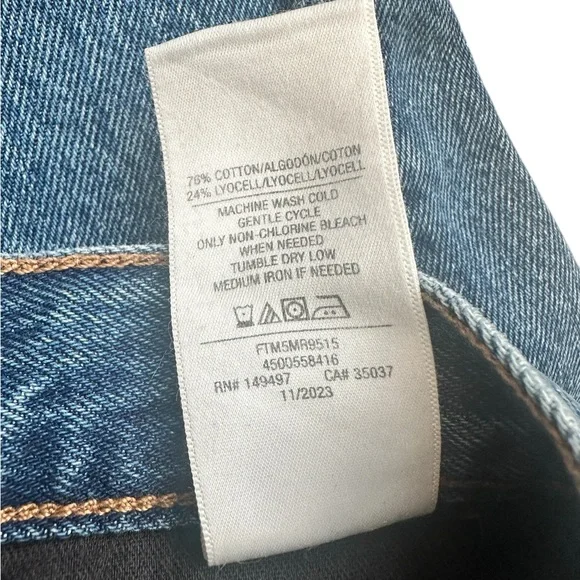 76% COTTON/ALGODÓN/COTON
24% LYOCELL/LYOCELL/LYOCELL
MACHINE WASH COLD
GENTLE CYCLE
ONLY NON-CHLORINE BLEACH
WHEN NEEDED
TUMBLE DRY LOW
MEDIUM IRON IF NEEDED
FTM5MR9515
4500558416
RN# 149497 CA# 35037
11/2023